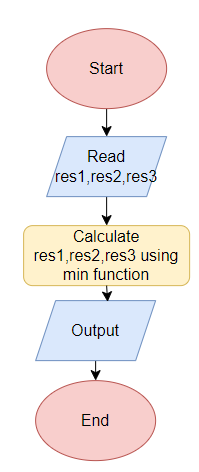 Start
Read
res1,res2,res3
Calculate
res1,res2,res3 using
min function
Output
End